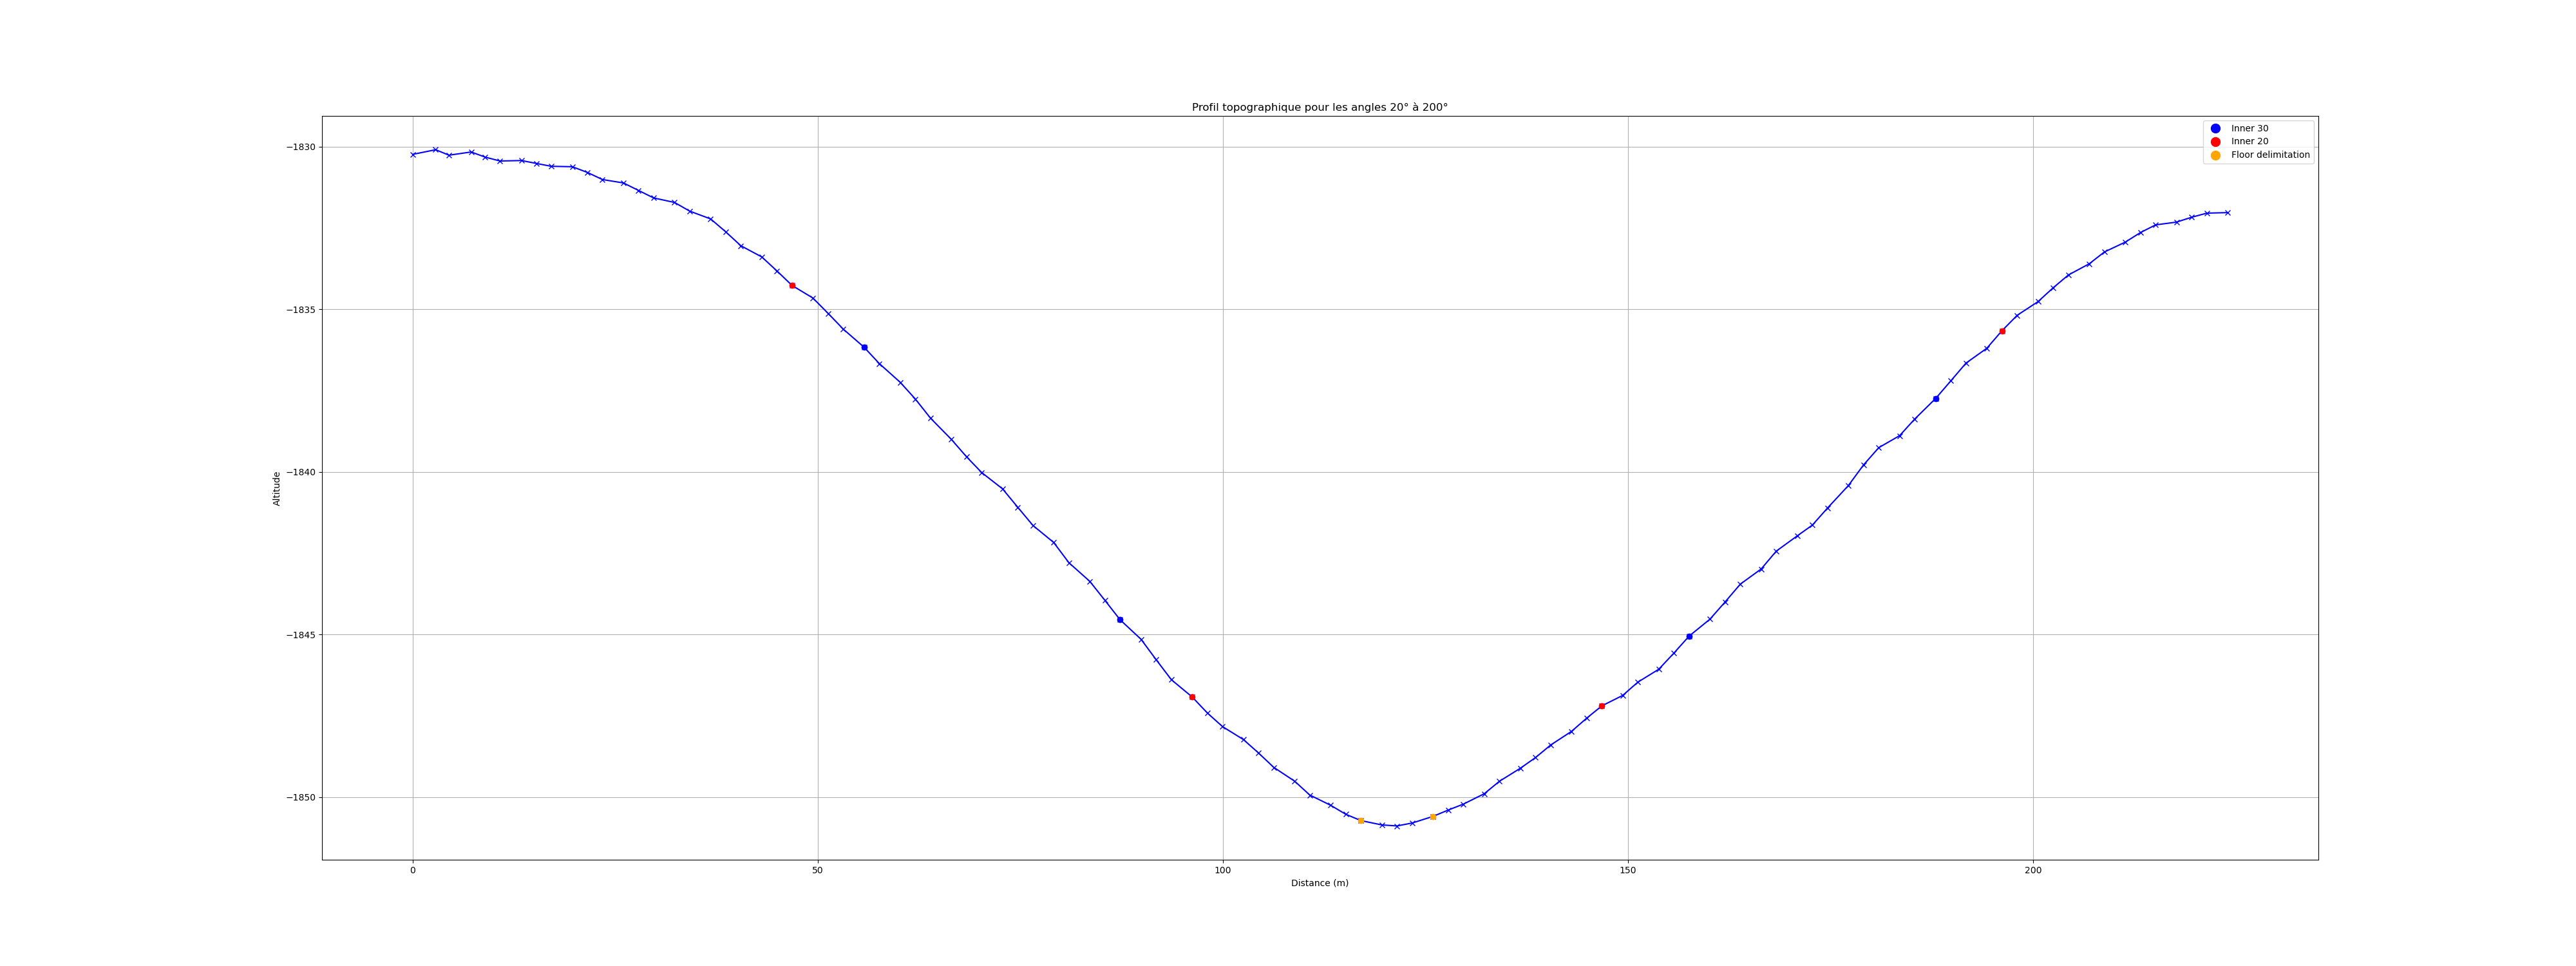 Profil topographique pour les angles 20° à 200°
Inner 30
Inner 20
Floor delimitation
Altitude
−1830
−1835
−1840
−1845
−1850
0 50 100 150 200
Distance (m)